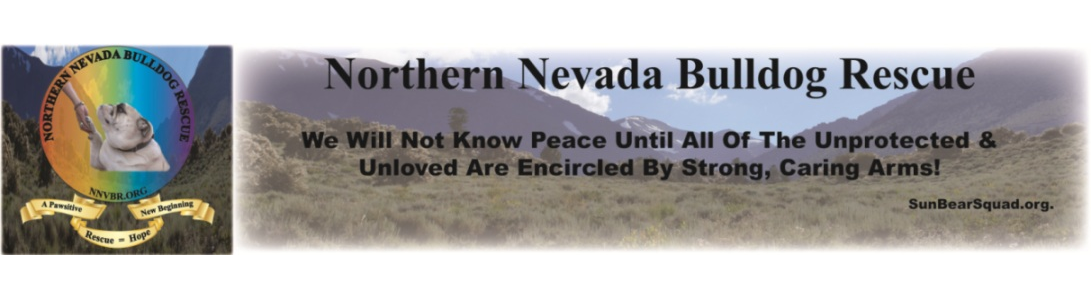 NORTHERN NEVADA BULLDOG RESCUE
NNVBR.ORG
A Pawsitive
New Beginning
Rescue = Hope
Northern Nevada Bulldog Rescue
We Will Not Know Peace Until All Of The Unprotected &
Unloved Are Encircled By Strong, Caring Arms!
SunBearSquad.org.